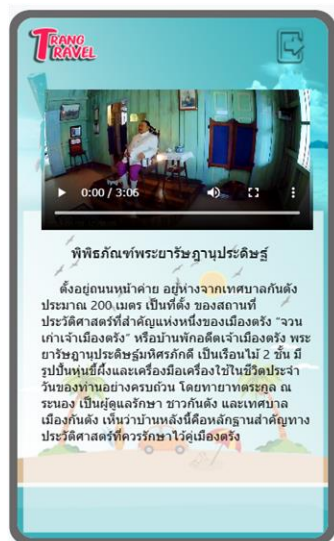 TRANG
TRAVEL
0:00 / 3:06
พิพิธภัณฑ์พระยารัษฎานุประดิษฐ์
ตั้งอยู่ถนนหน้าค่าย อยู่ห่างจากเทศบาลกันตัง
ประมาณ 200 เมตร เป็นที่ตั้ง ของสถานที่
ประวัติศาสตร์ที่สำคัญแห่งหนึ่งของเมืองตรัง "จวน
เก่าเจ้าเมืองตรัง" หรือบ้านพักอดีตเจ้าเมืองตรัง พระ
ยารัษฎานุประดิษฐ์มหิศรภักดี เป็นเรือนไม้ 2 ชั้น มี
รูปปั้นหุ่นขี้ผึ้งและเครื่องมือเครื่องใช้ในชีวิตประจำ
วันของท่านอย่างครบถ้วน โดยทายาทตระกูล ณ
ระนอง เป็นผู้ดูแลรักษา ชาวกันตัง และเทศบาล
เมืองกันตัง เห็นว่าบ้านหลังนี้คือหลักฐานสำคัญทาง
ประวัติศาสตร์ที่ควรรักษาไว้คู่เมืองตรัง